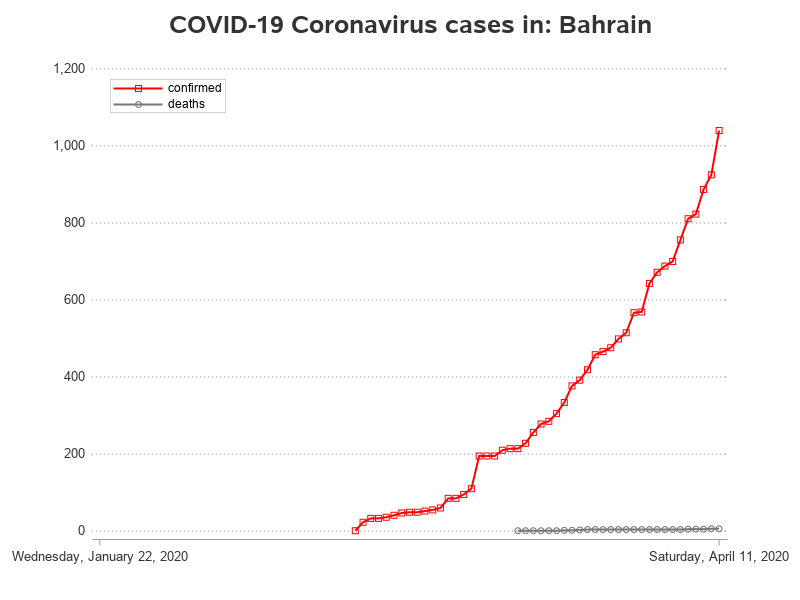 COVID-19 Coronavirus cases in: Bahrain
1,200
confirmed
deaths
1,000
800
600
400
200
0
Wednesday, January 22, 2020
Saturday, April 11, 2020